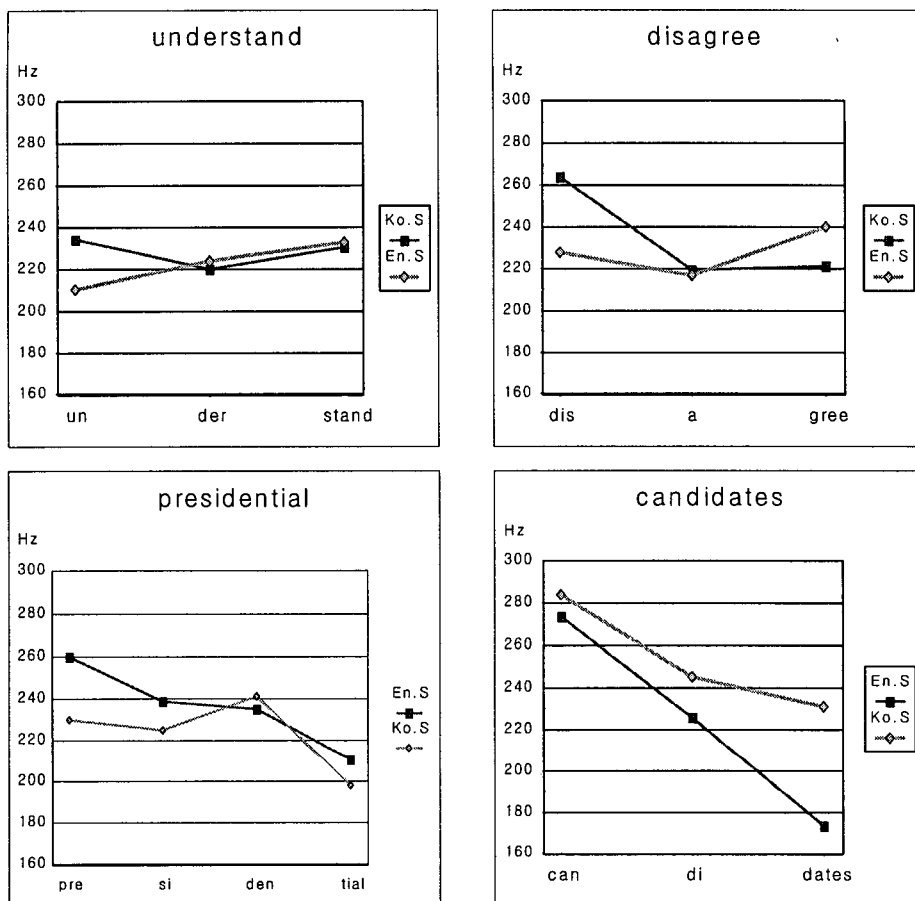 understand
Hz
300
280
260
240
220
200
180
160
un der stand
Ko.S
En.S
disagree
Hz
300
280
260
240
220
200
180
160
dis a gree
Ko.S
En.S
presidential
Hz
300
280
260
240
220
200
180
160
pre si den tial
En.S
Ko.S
candidates
Hz
300
280
260
240
220
200
180
160
can di dates
En.S
Ko.S